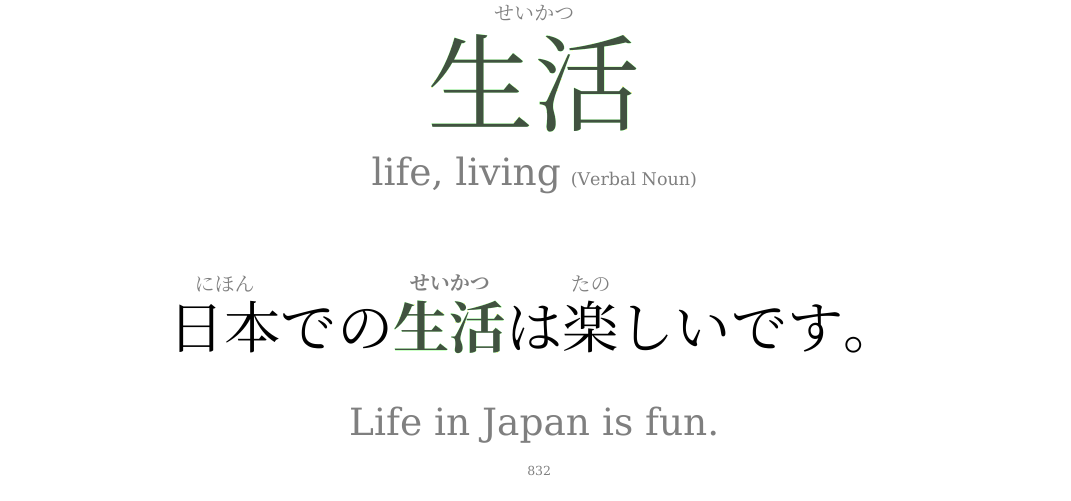 せいかつ
生活
life, living (Verbal Noun)
にほん せいかつ たの
日本での生活は楽しいです。
Life in Japan is fun.
832